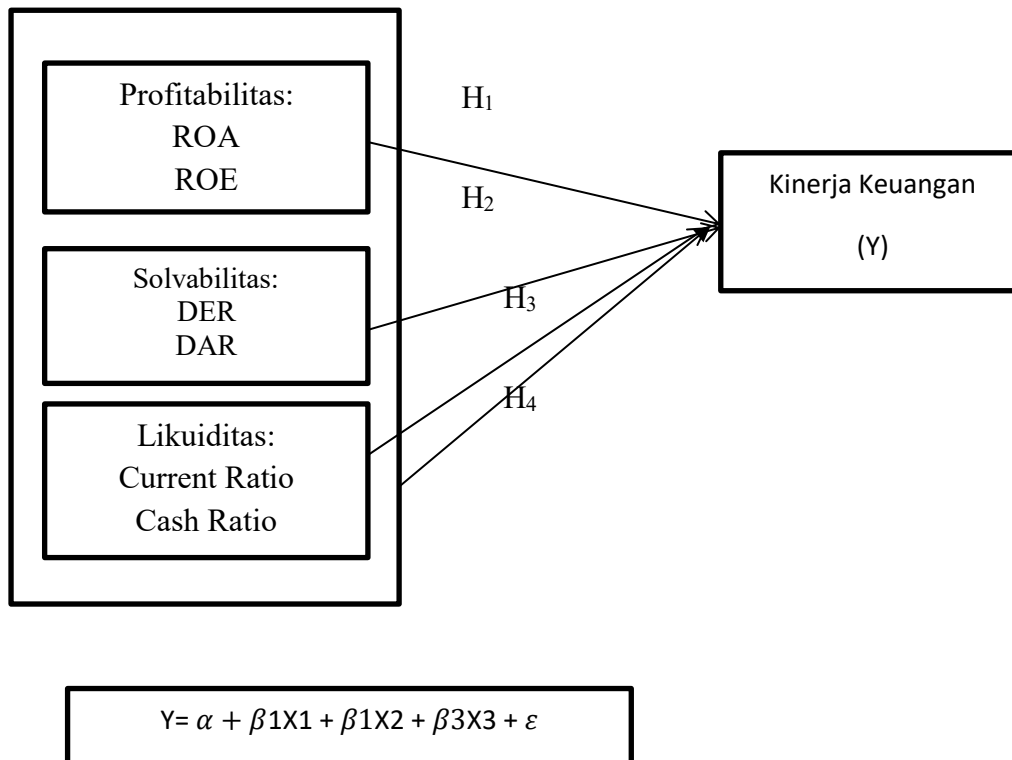 Profitabilitas:
ROA
ROE
H₁
H₂
Kinerja Keuangan
(Y)
Solvabilitas:
DER
DAR
H₃
H₄
Likuiditas:
Current Ratio
Cash Ratio
Y= 𝛼 + 𝛽1X1 + 𝛽1X2 + 𝛽3X3 + 𝜀